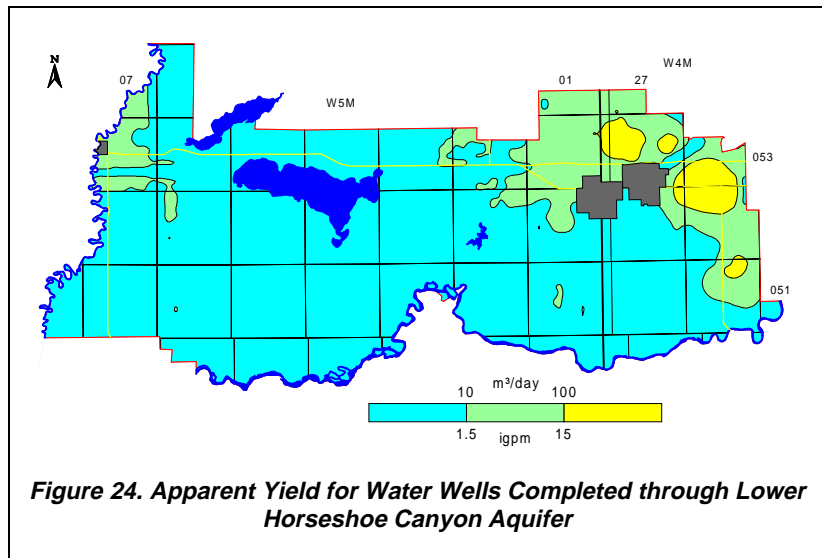 N
07
W5M
01
27
W4M
053
051
10
m³/day
100
1.5
igpm
15
Figure 24. Apparent Yield for Water Wells Completed through Lower
Horseshoe Canyon Aquifer